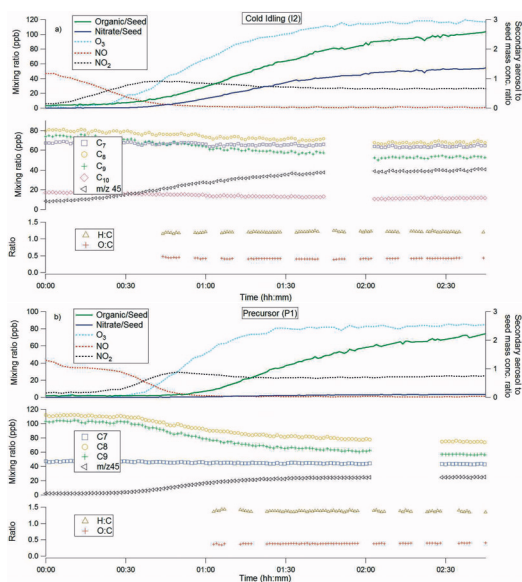 a)
Cold Idling (I2)
Organic/Seed
Nitrate/Seed
O3
NO
NO2
Mixing ratio (ppb)
120
100
80
60
40
20
0
3
2
1
0
Secondary aerosol to
seed mass conc. ratio
Mixing ratio (ppb)
80
60
40
20
0
C7
C8
C9
C10
m/z 45
Ratio
1.5
1.0
0.5
0.0
H:C
O:C
00:00
00:30
01:00
01:30
02:00
02:30
Time (hh:mm)
b)
Precursor (P1)
Organic/Seed
Nitrate/Seed
O3
NO
NO2
Mixing ratio (ppb)
100
80
60
40
20
0
3
2
1
0
Secondary aerosol to
seed mass conc. ratio
Mixing ratio (ppb)
120
100
80
60
40
20
0
C7
C8
C9
m/z45
Ratio
1.5
1.0
0.5
0.0
H:C
O:C
00:00
00:30
01:00
01:30
02:00
02:30
Time (hh:mm)